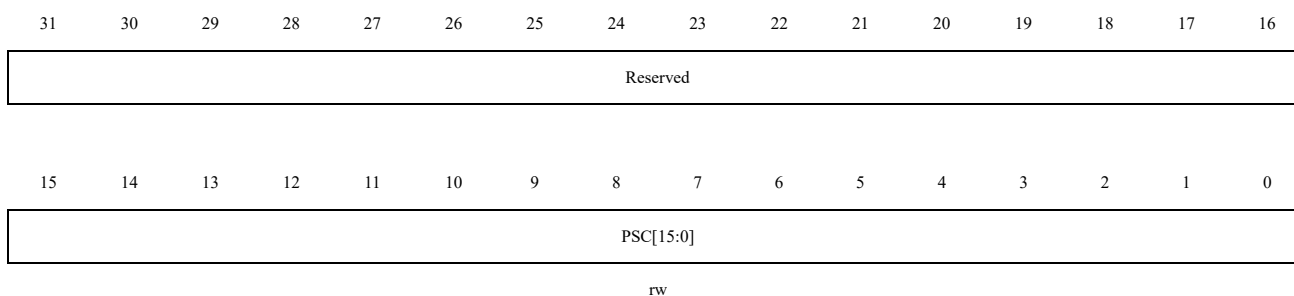 31 30 29 28 27 26 25 24 23 22 21 20 19 18 17 16
Reserved
15 14 13 12 11 10 9 8 7 6 5 4 3 2 1 0
PSC[15:0]
rw